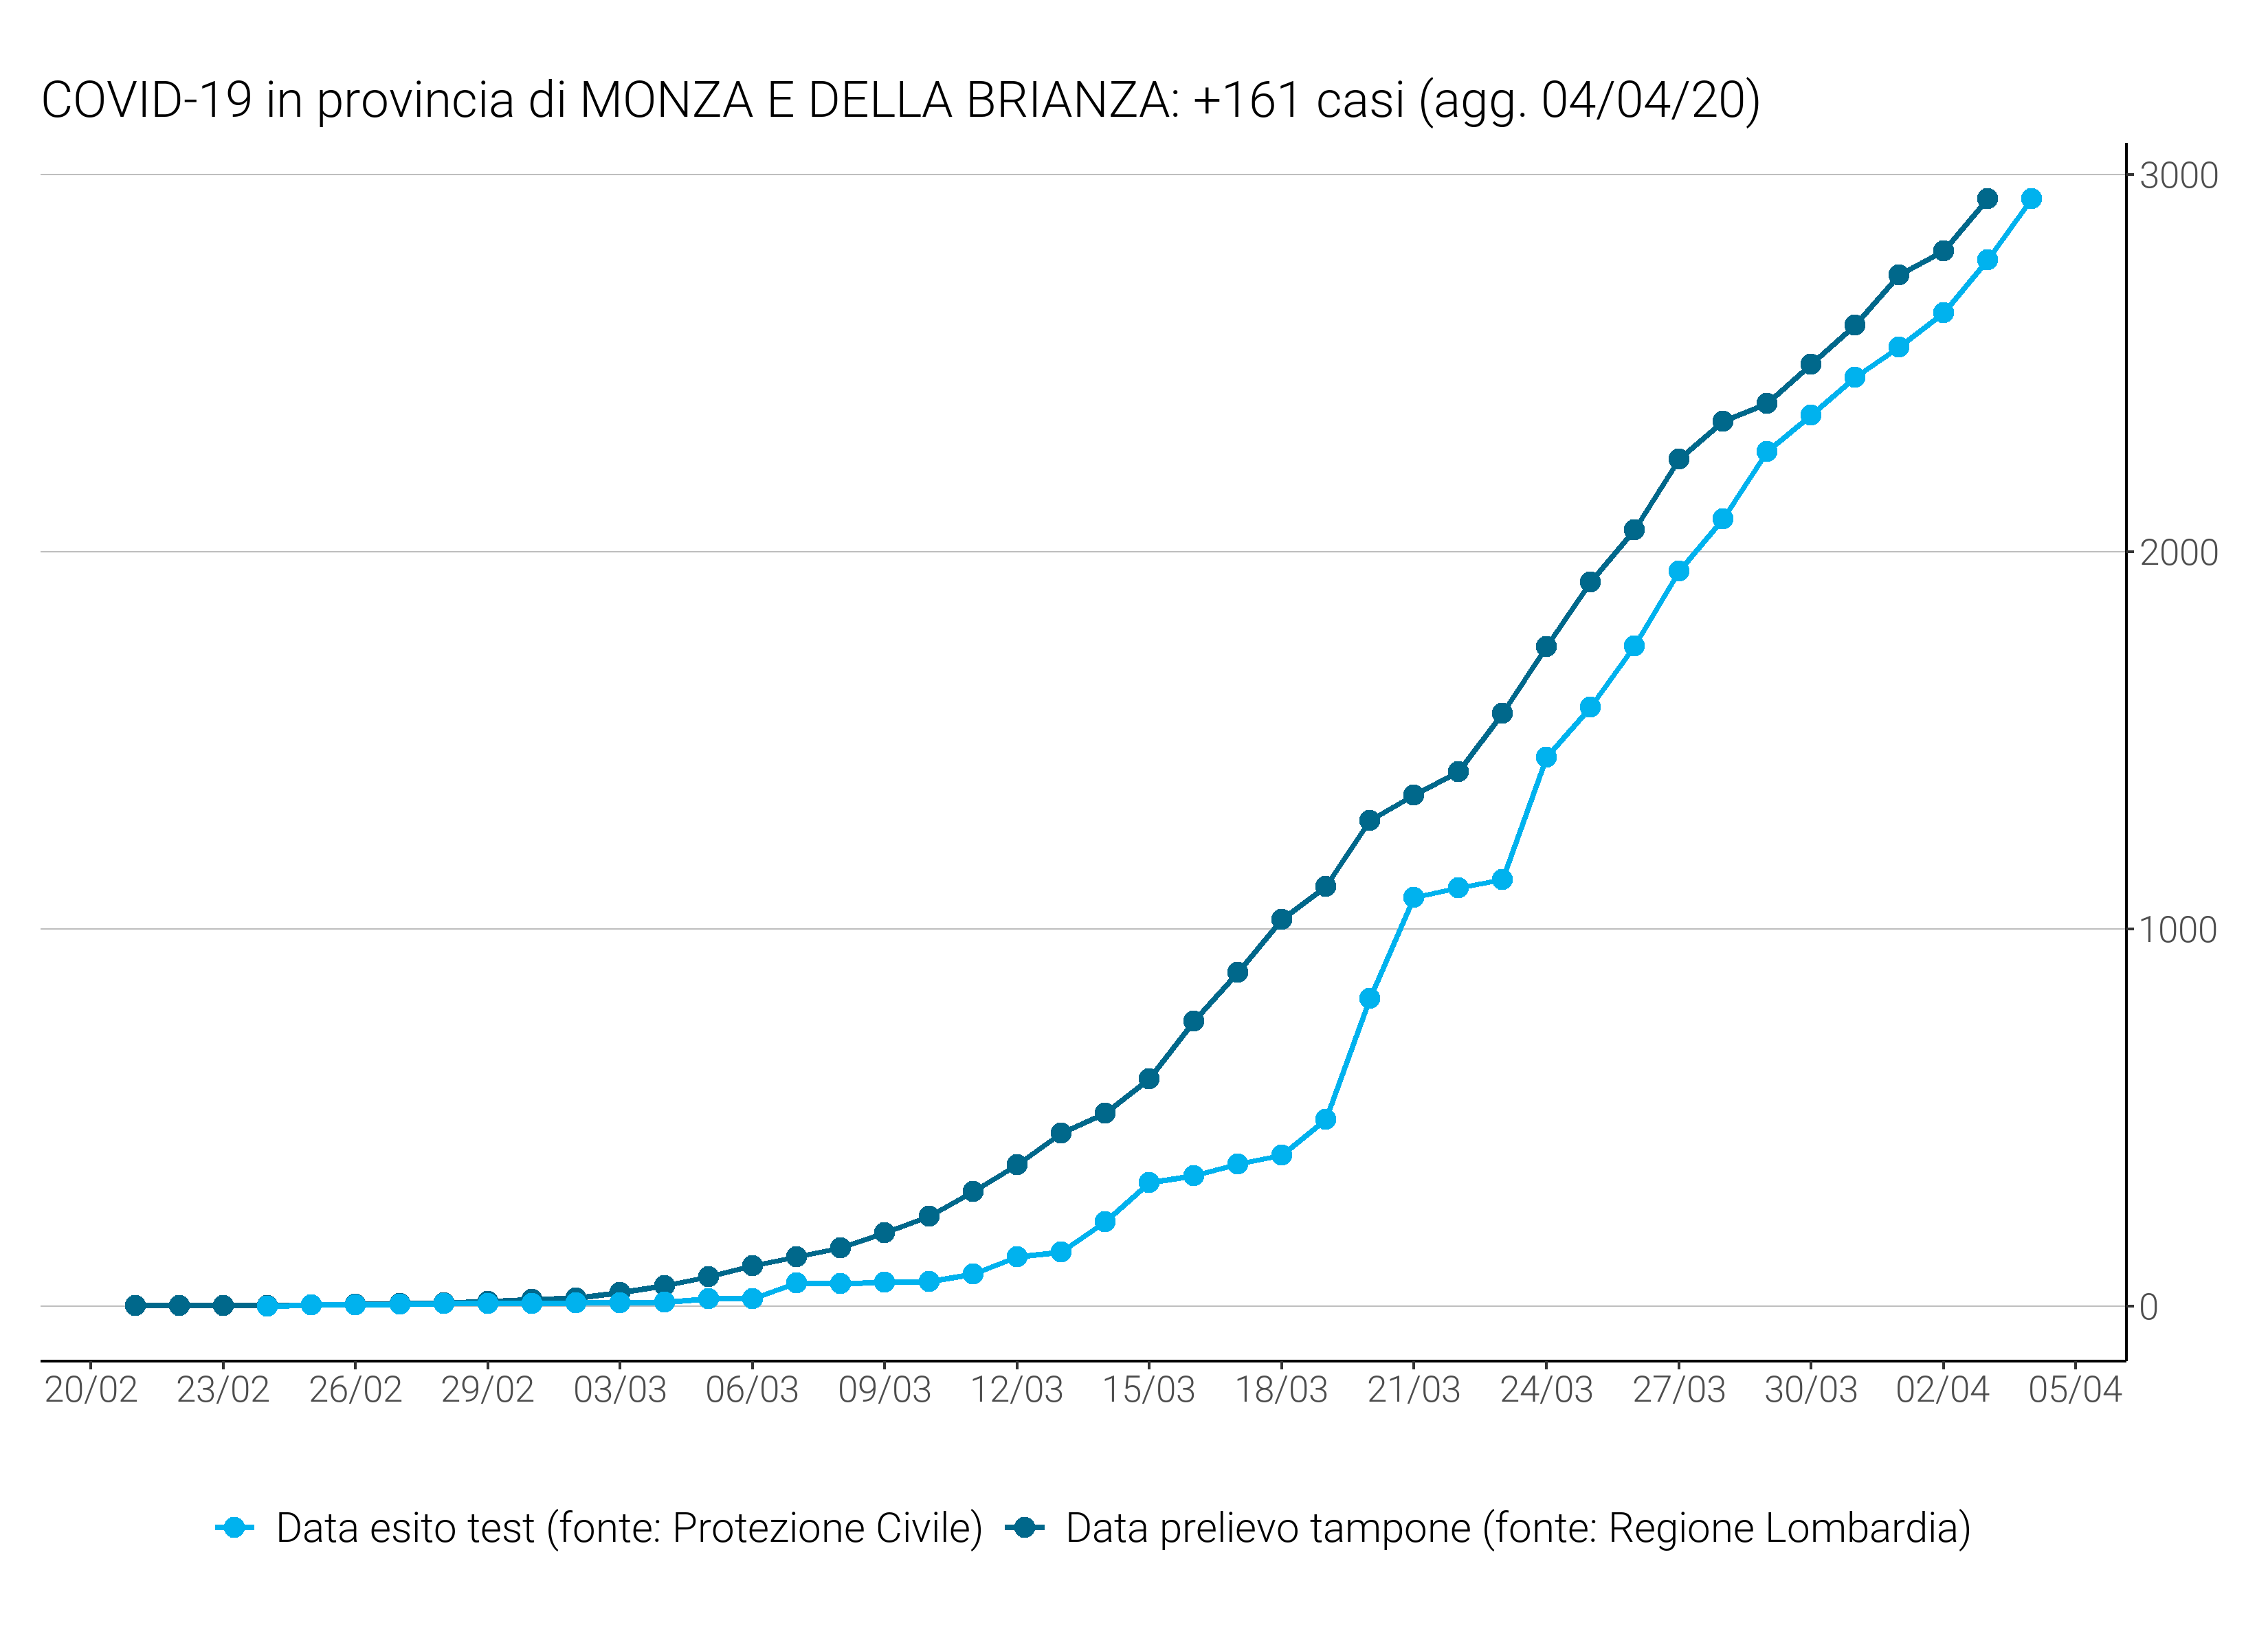 COVID-19 in provincia di MONZA E DELLA BRIANZA: +161 casi (agg. 04/04/20)
3000
2000
1000
0
20/02 23/02 26/02 29/02 03/03 06/03 09/03 12/03 15/03 18/03 21/03 24/03 27/03 30/03 02/04 05/04
Data esito test (fonte: Protezione Civile) Data prelievo tampone (fonte: Regione Lombardia)